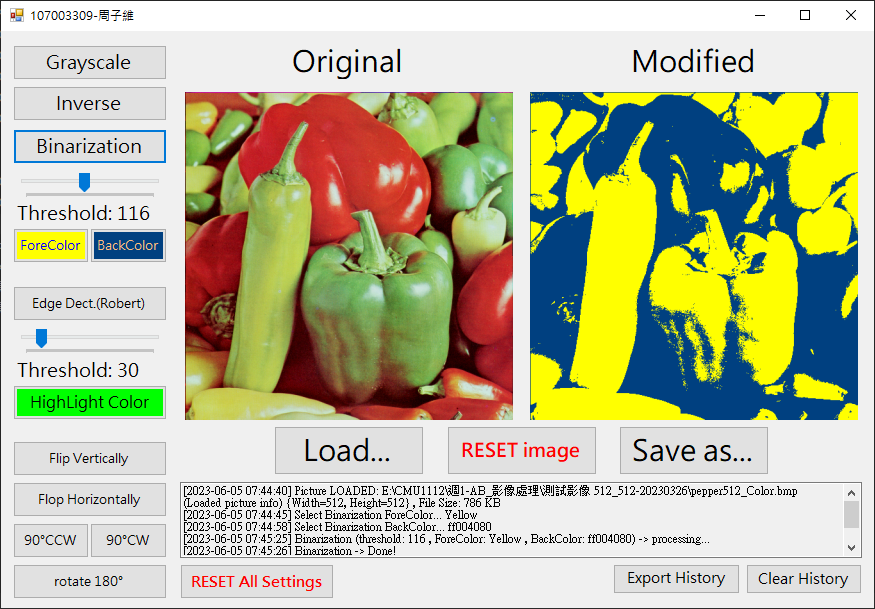 107003309-周子維
Grayscale
Inverse
Binarization
Threshold: 116
ForeColor BackColor
Edge Dect.(Robert)
Threshold: 30
HighLight Color
Flip Vertically
Flop Horizontally
90°CCW 90°CW
rotate 180°
Original Modified
Load... RESET image Save as...
[2023-06-05 07:44:40] Picture LOADED: E:\CMU1112\週1-AB_影像處理\測試影像 512_512-20230326\pepper512_Color.bmp
(Loaded picture info) {Width=512, Height=512} , File Size: 786 KB
[2023-06-05 07:44:45] Select Binarization ForeColor... Yellow
[2023-06-05 07:44:58] Select Binarization BackColor... ff004080
[2023-06-05 07:45:25] Binarization (threshold: 116 , ForeColor: Yellow , BackColor: ff004080) -> processing...
[2023-06-05 07:45:26] Binarization -> Done!
RESET All Settings Export History Clear History